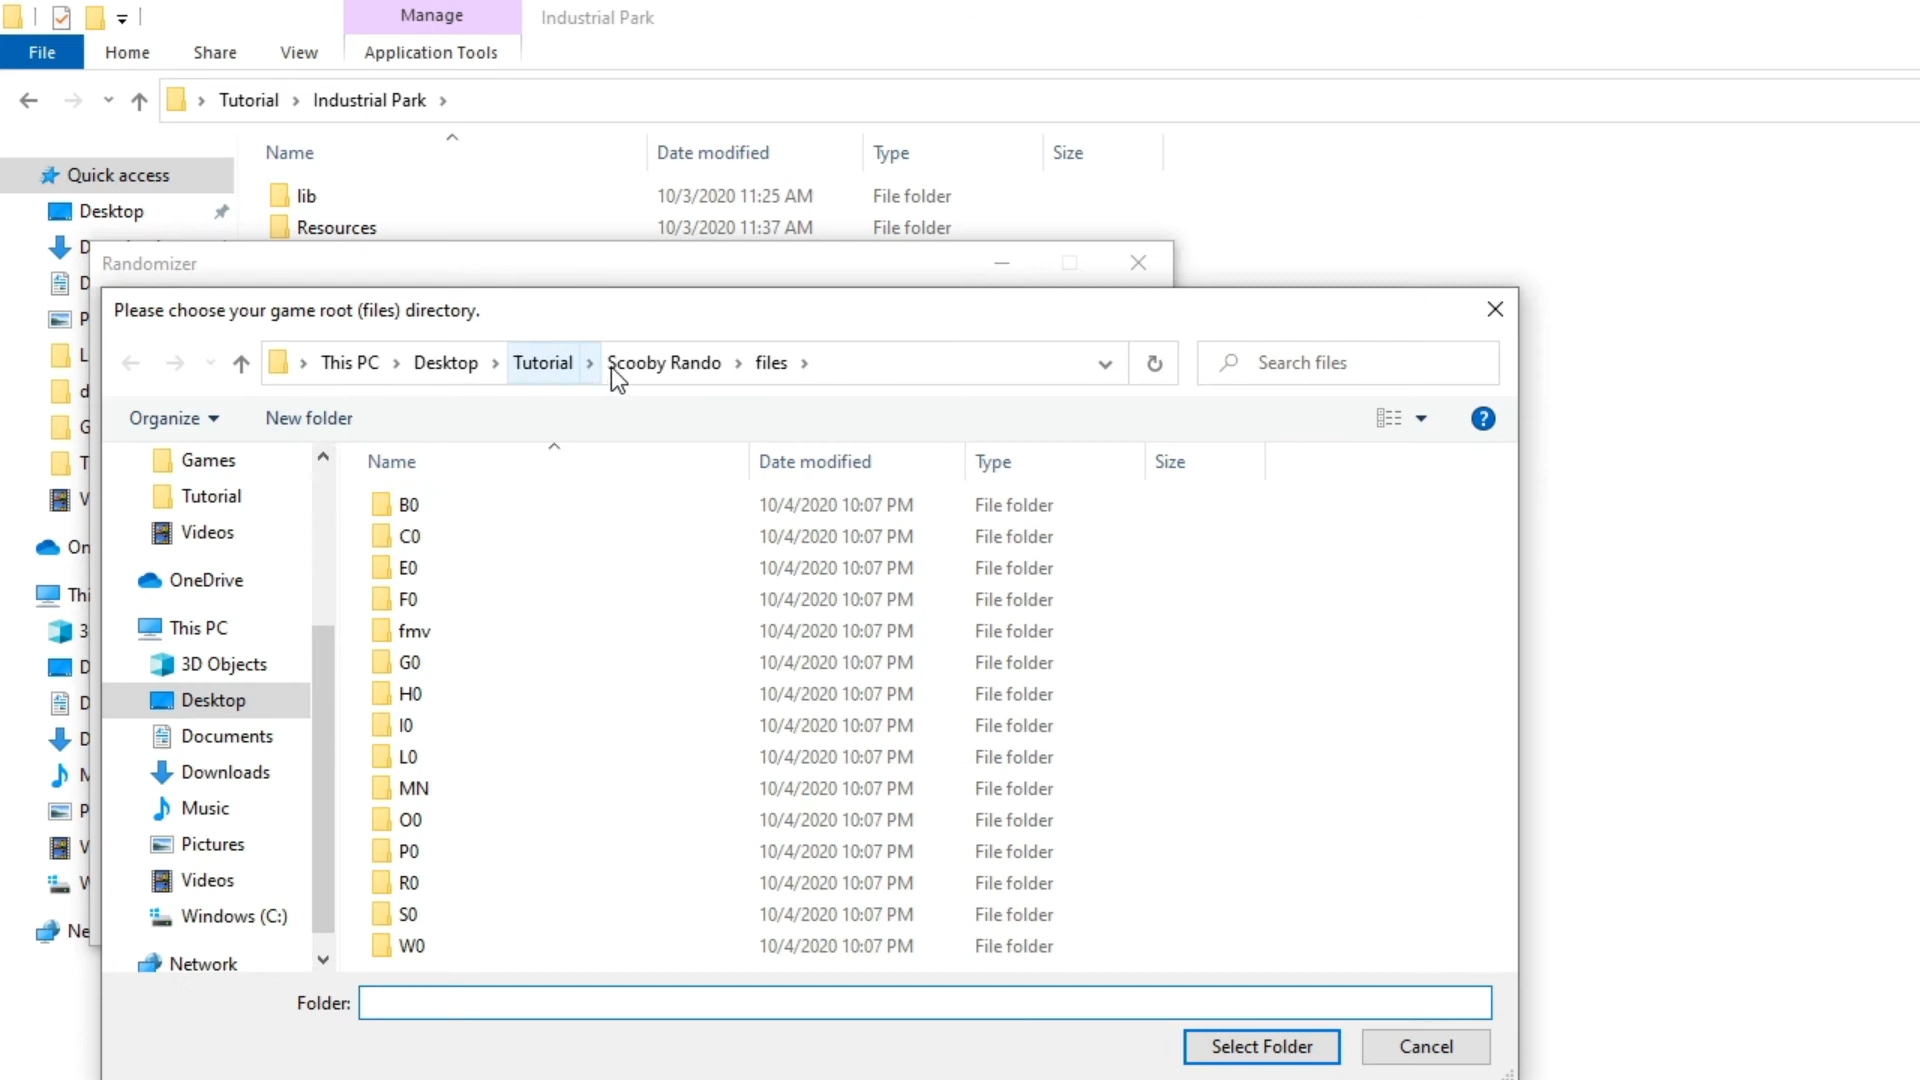 Manage
Industrial Park
File
Home
Share
View
Application Tools
Tutorial
Industrial Park
Name
Date modified
Type
Size
Quick access
Desktop
lib 10/3/2020 11:25 AM File folder
Resources 10/3/2020 11:37 AM File folder
D
D
P
L
d
G
T
V
On
Thi
3
D
D
D
M
P
V
W
Ne
Randomizer
Please choose your game root (files) directory.
This PC Desktop Tutorial Scooby Rando files
Search files
Organize
New folder
?
Games
Tutorial
Videos
OneDrive
This PC
3D Objects
Desktop
Documents
Downloads
Music
Pictures
Videos
Windows (C:)
Network
Name Date modified Type Size
B0 10/4/2020 10:07 PM File folder
C0 10/4/2020 10:07 PM File folder
E0 10/4/2020 10:07 PM File folder
F0 10/4/2020 10:07 PM File folder
fmv 10/4/2020 10:07 PM File folder
G0 10/4/2020 10:07 PM File folder
H0 10/4/2020 10:07 PM File folder
I0 10/4/2020 10:07 PM File folder
L0 10/4/2020 10:07 PM File folder
MN 10/4/2020 10:07 PM File folder
O0 10/4/2020 10:07 PM File folder
P0 10/4/2020 10:07 PM File folder
R0 10/4/2020 10:07 PM File folder
S0 10/4/2020 10:07 PM File folder
W0 10/4/2020 10:07 PM File folder
Folder:
Select Folder
Cancel